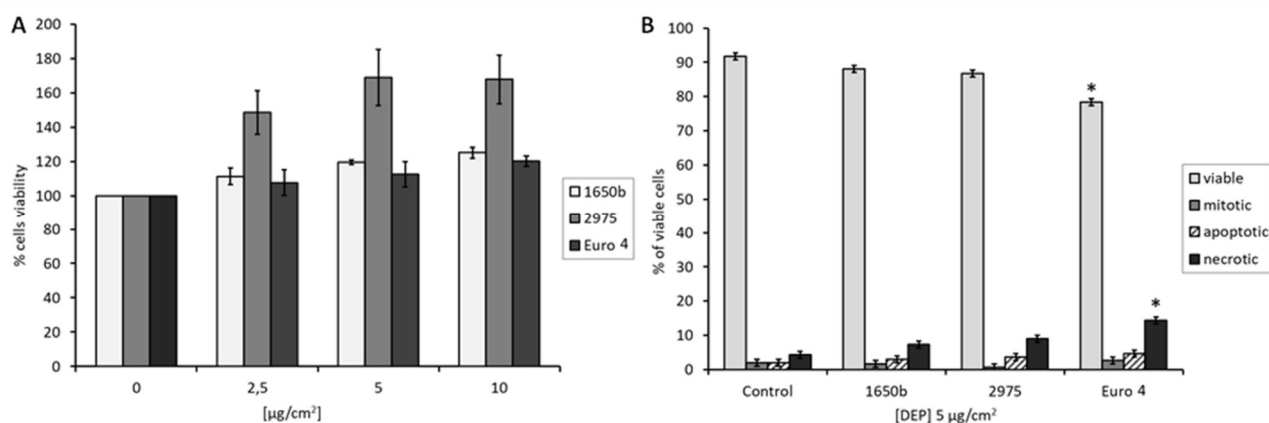 A
% cells viability
200
180
160
140
120
100
80
60
40
20
0
0
2,5
5
10
[µg/cm²]
1650b
2975
Euro 4
B
% of viable cells
100
90
80
70
60
50
40
30
20
10
0
*
*
Control
1650b
2975
Euro 4
[DEP] 5 µg/cm²
viable
mitotic
apoptotic
necrotic